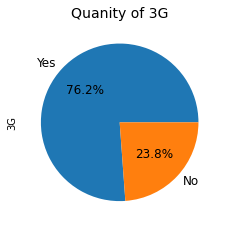 Quanity of 3G
Yes
76.2%
3G
23.8%
No